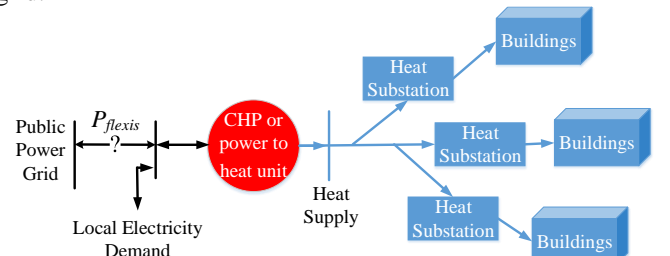 Public
Power
Grid
P_flexis
?
Local Electricity
Demand
CHP or
power to
heat unit
Heat
Supply
Heat
Substation
Buildings
Heat
Substation
Buildings
Heat
Substation
Buildings